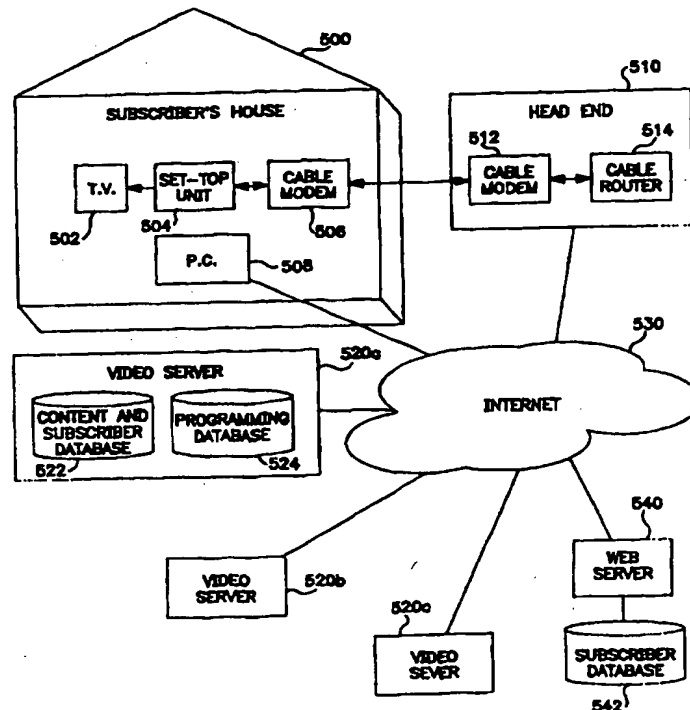 500
510
SUBSCRIBER'S HOUSE
HEAD END
512
514
T.V.
SET-TOP
UNIT
CABLE
MODEM
CABLE
MODEM
CABLE
ROUTER
502
504
506
P.C.
508
530
520a
VIDEO SERVER
CONTENT AND
SUBSCRIBER
DATABASE
PROGRAMMING
DATABASE
INTERNET
522
524
540
VIDEO
SERVER
520b
WEB
SERVER
520c
VIDEO
SEVER
SUBSCRIBER
DATABASE
542